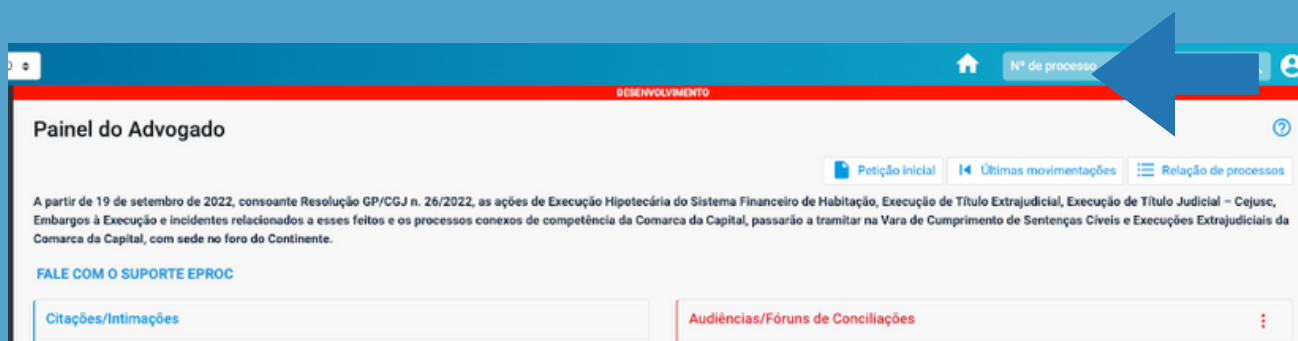 Nº de processo
DESENVOLVIMENTO
Painel do Advogado
Petição inicial
Últimas movimentações
Relação de processos
A partir de 19 de setembro de 2022, consoante Resolução GP/CGJ n. 26/2022, as ações de Execução Hipotecária do Sistema Financeiro de Habitação, Execução de Título Extrajudicial, Execução de Título Judicial – Cejusc,
Embargos à Execução e incidentes relacionados a esses feitos e os processos conexos de competência da Comarca da Capital, passarão a tramitar na Vara de Cumprimento de Sentenças Cíveis e Execuções Extrajudiciais da
Comarca da Capital, com sede no foro do Continente.
FALE COM O SUPORTE EPROC
Citações/Intimações
Audiências/Fóruns de Conciliações